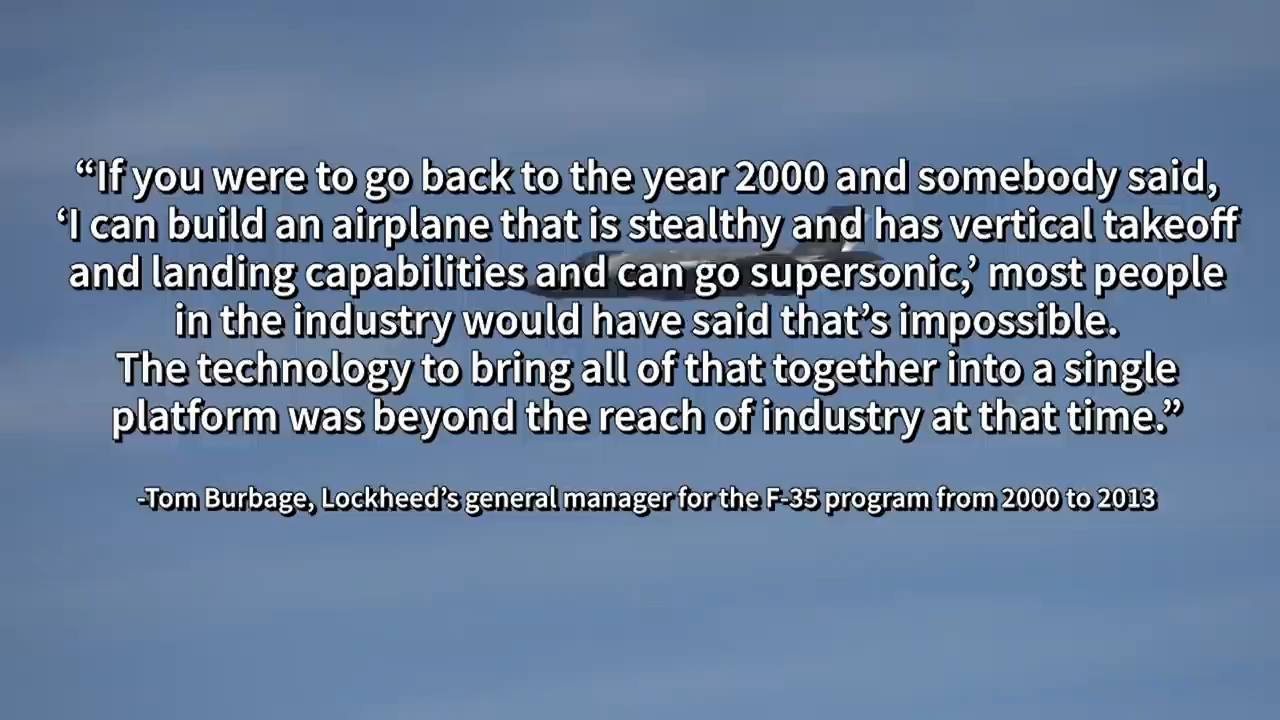 “If you were to go back to the year 2000 and somebody said,
‘I can build an airplane that is stealthy and has vertical takeoff
and landing capabilities and can go supersonic,’ most people
in the industry would have said that’s impossible.
The technology to bring all of that together into a single
platform was beyond the reach of industry at that time.”
-Tom Burbage, Lockheed’s general manager for the F-35 program from 2000 to 2013